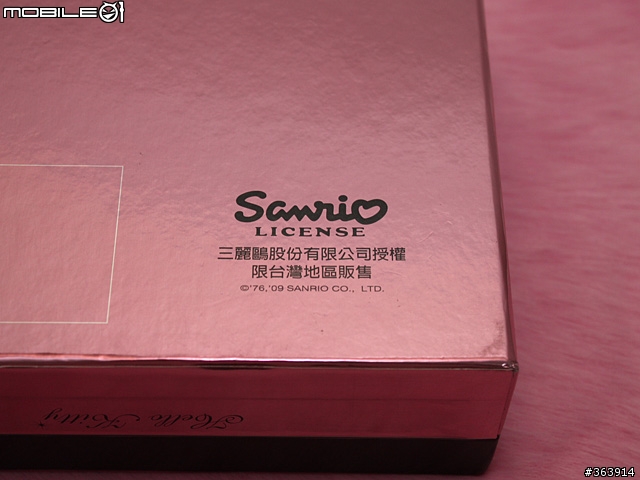 MOBILE01
Sanrio
LICENSE
三麗鷗股份有限公司授權
限台灣地區販售
©'76,'09 SANRIO CO., LTD.
Hello Kitty
#363914